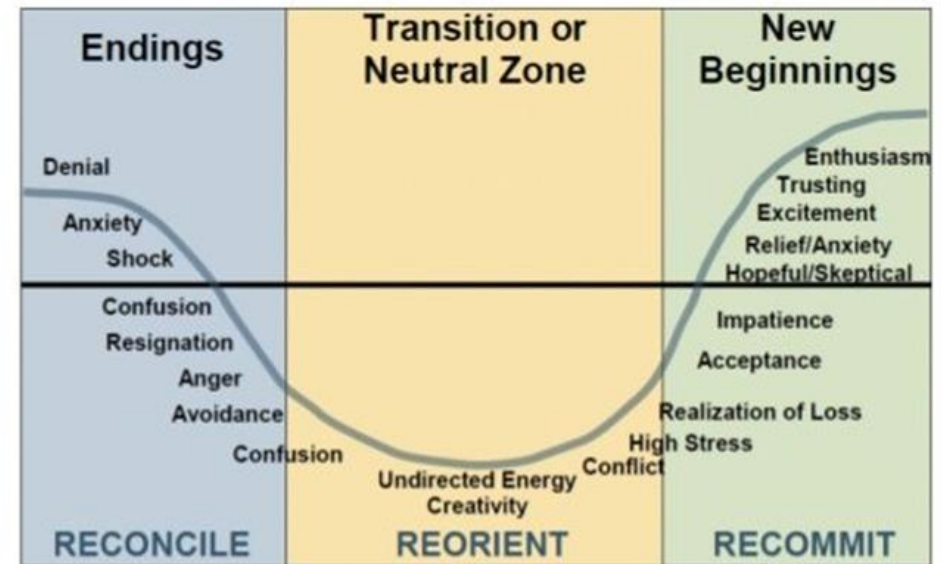 Endings
Transition or
Neutral Zone
New
Beginnings
Denial
Anxiety
Shock
Confusion
Resignation
Anger
Avoidance
Confusion
Undirected Energy
Creativity
Conflict
High Stress
Realization of Loss
Acceptance
Impatience
Hopeful/Skeptical
Relief/Anxiety
Excitement
Trusting
Enthusiasm
RECONCILE
REORIENT
RECOMMIT